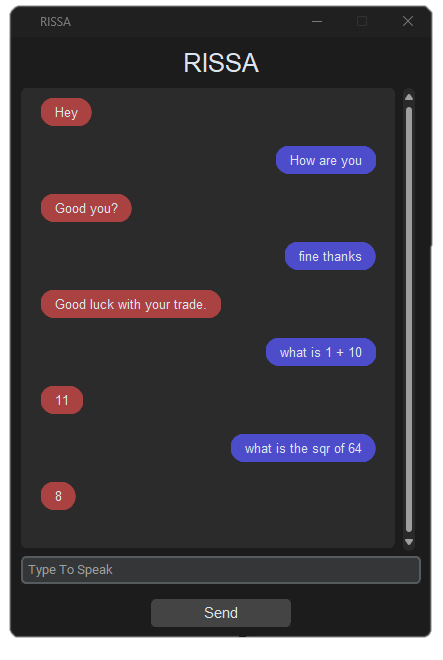 RISSA
RISSA
Hey
How are you
Good you?
fine thanks
Good luck with your trade.
what is 1 + 10
11
what is the sqr of 64
8
Type To Speak
Send